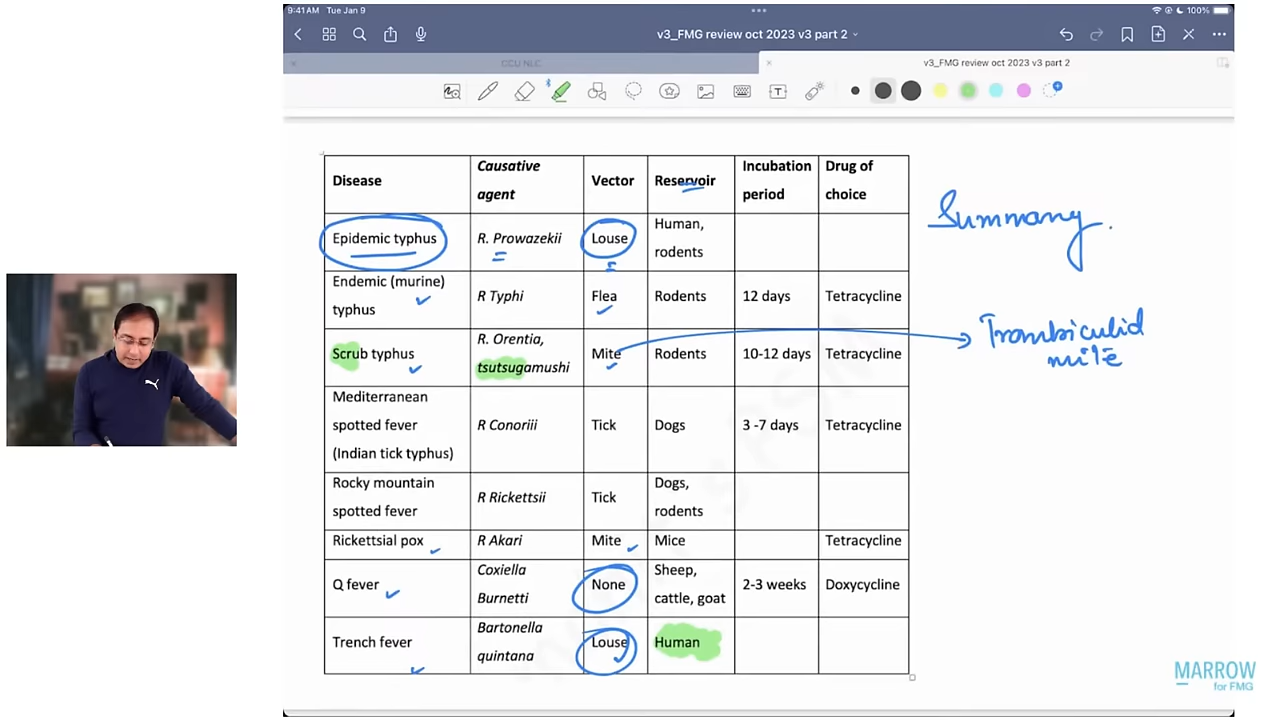 9:41 AM Tue Jan 9
100%
v3_FMG review oct 2023 v3 part 2
CCU NLC
v3_FMG review oct 2023 v3 part 2
Disease
Causative
agent
Vector
Reservoir
Incubation
period
Drug of
choice
Epidemic typhus
R. Prowazekii
Louse
Human,
rodents
Endemic (murine)
typhus
R Typhi
Flea
Rodents
12 days
Tetracycline
Scrub typhus
R. Orentia,
tsutsugamushi
Mite
Rodents
10-12 days
Tetracycline
Mediterranean
spotted fever
(Indian tick typhus)
R Conoriii
Tick
Dogs
3 -7 days
Tetracycline
Rocky mountain
spotted fever
R Rickettsii
Tick
Dogs,
rodents
Rickettsial pox
R Akari
Mite
Mice
Tetracycline
Q fever
Coxiella
Burnetti
None
Sheep,
cattle, goat
2-3 weeks
Doxycycline
Trench fever
Bartonella
quintana
Louse
Human
Summary.
Trombiculid
mite
MARROW
for FMG